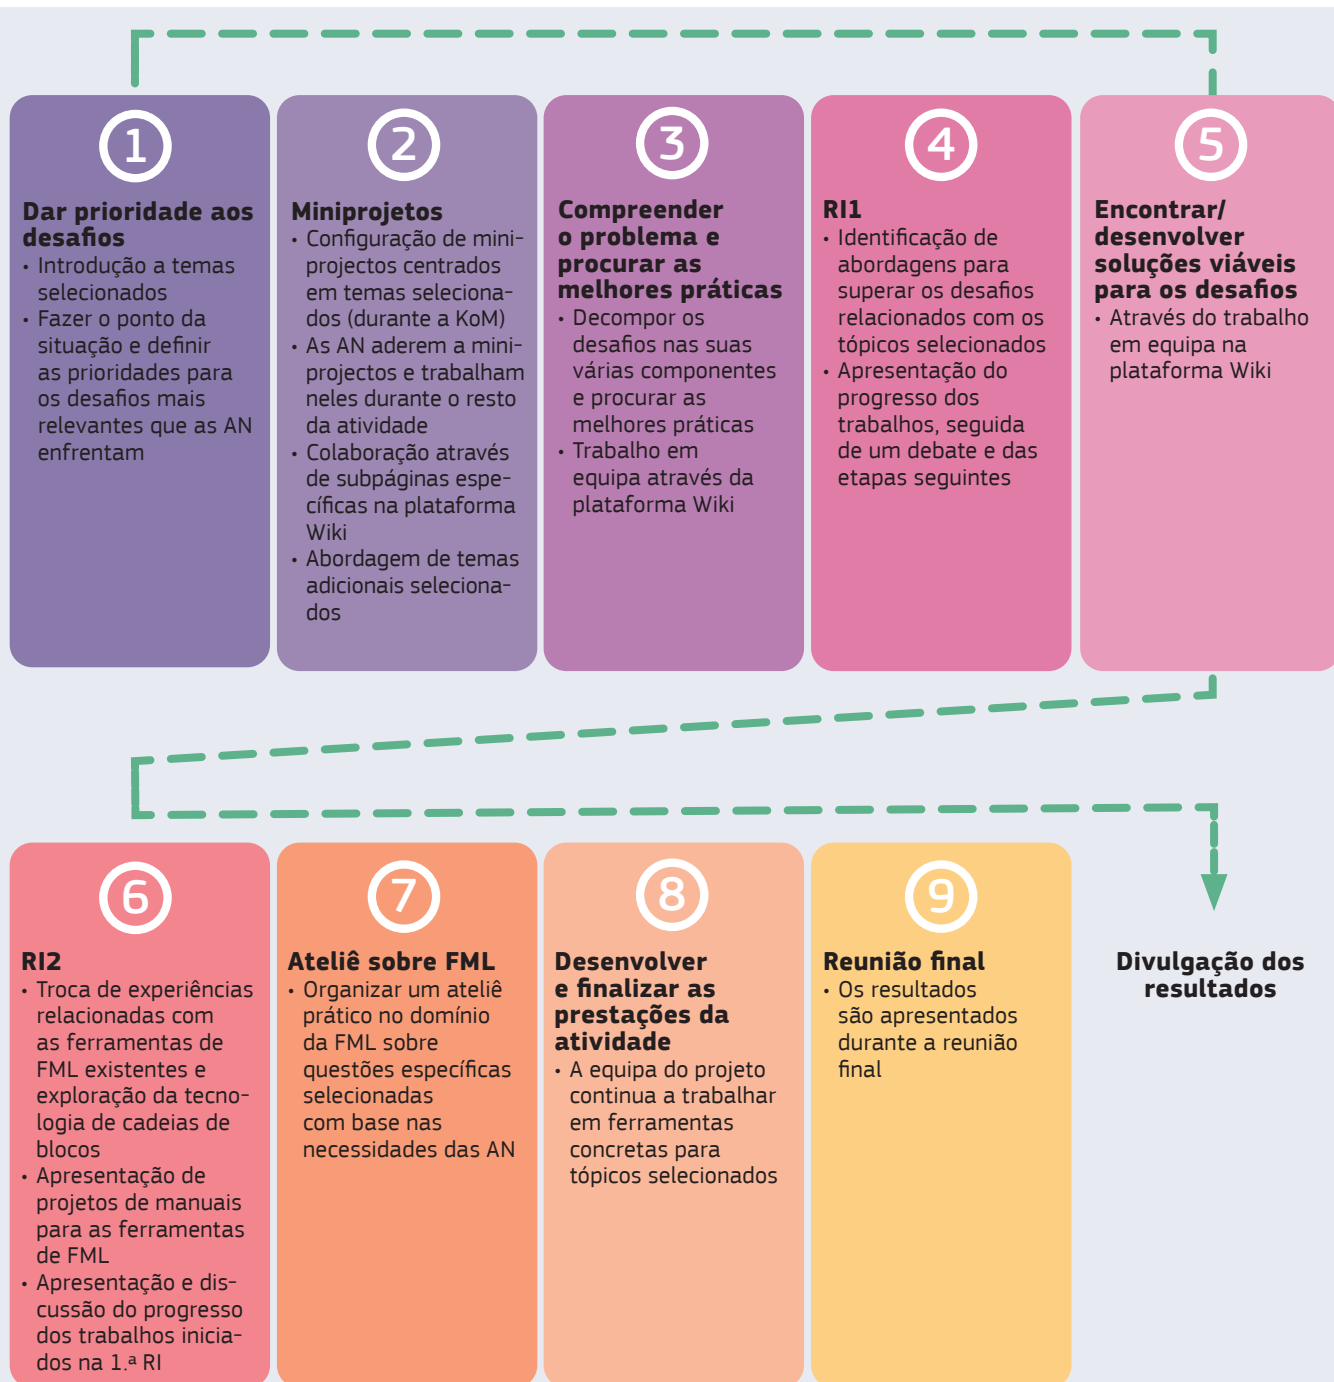 1
Dar prioridade aos
desafios
• Introdução a temas
selecionados
• Fazer o ponto da
situação e definir
as prioridades para
os desafios mais
relevantes que as AN
enfrentam
2
Miniprojetos
• Configuração de mini-
projectos centrados
em temas seleciona-
dos (durante a KoM)
• As AN aderem a mini-
projectos e trabalham
neles durante o resto
da atividade
• Colaboração através
de subpáginas espe-
cíficas na plataforma
Wiki
• Abordagem de temas
adicionais seleciona-
dos
3
Compreender
o problema e
procurar as
melhores práticas
• Decompor os
desafios nas suas
várias componentes
e procurar as
melhores práticas
• Trabalho em
equipa através da
plataforma Wiki
4
RI1
• Identificação de
abordagens para
superar os desafios
relacionados com os
tópicos selecionados
• Apresentação do
progresso dos
trabalhos, seguida
de um debate e das
etapas seguintes
5
Encontrar/
desenvolver
soluções viáveis
para os desafios
• Através do trabalho
em equipa na
plataforma Wiki
6
RI2
• Troca de experiências
relacionadas com
as ferramentas de
FML existentes e
exploração da tecno-
logia de cadeias de
blocos
• Apresentação de
projetos de manuais
para as ferramentas
de FML
• Apresentação e dis-
cussão do progresso
dos trabalhos inicia-
dos na 1.ª RI
7
Ateliê sobre FML
• Organizar um ateliê
prático no domínio
da FML sobre
questões específicas
selecionadas
com base nas
necessidades das AN
8
Desenvolver
e finalizar as
prestações da
atividade
• A equipa do projeto
continua a trabalhar
em ferramentas
concretas para
tópicos selecionados
9
Reunião final
• Os resultados
são apresentados
durante a reunião
final
Divulgação dos
resultados